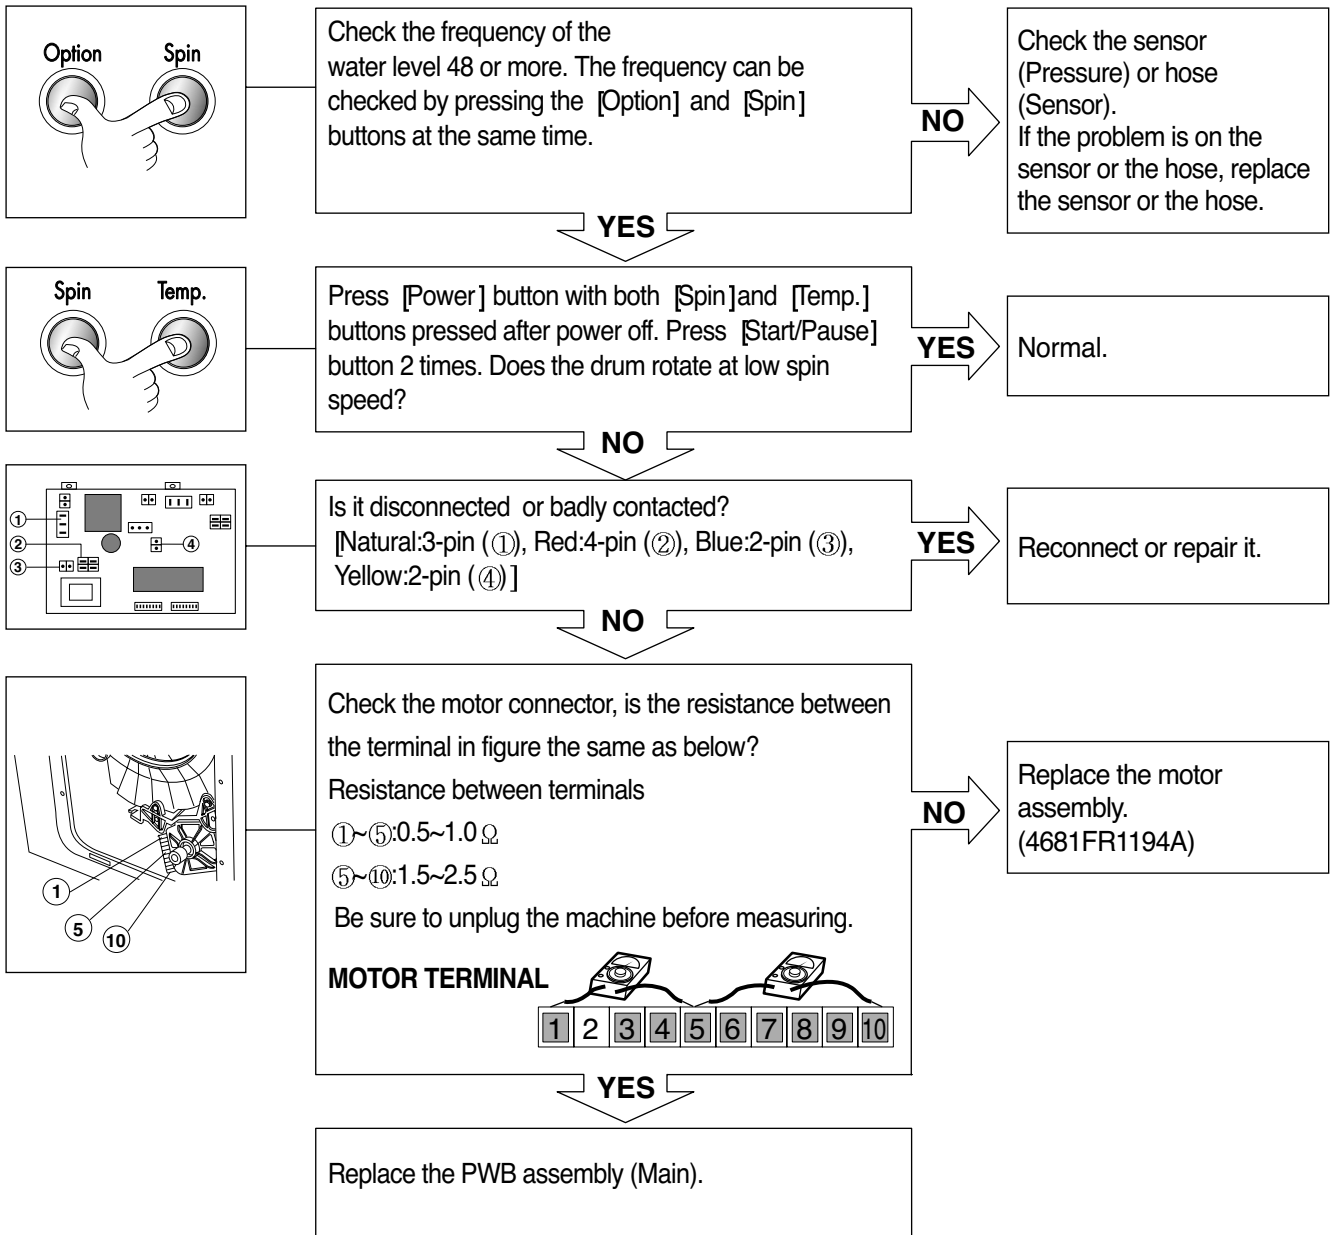 Option Spin
Check the frequency of the
water level 48 or more. The frequency can be
checked by pressing the [Option] and [Spin]
buttons at the same time.
NO
Check the sensor
(Pressure) or hose
(Sensor).
If the problem is on the
sensor or the hose, replace
the sensor or the hose.
YES
Spin Temp.
Press [Power] button with both [Spin] and [Temp.]
buttons pressed after power off. Press [Start/Pause]
button 2 times. Does the drum rotate at low spin
speed?
YES
Normal.
NO
1
2
3
4
Is it disconnected or badly contacted?
[Natural:3-pin (①), Red:4-pin (②), Blue:2-pin (③),
Yellow:2-pin (④)]
YES
Reconnect or repair it.
NO
1
5
10
Check the motor connector, is the resistance between
the terminal in figure the same as below?
Resistance between terminals
①~⑤:0.5~1.0 Ω
⑤~⑩:1.5~2.5 Ω
Be sure to unplug the machine before measuring.
MOTOR TERMINAL
1 2 3 4 5 6 7 8 9 10
NO
Replace the motor
assembly.
(4681FR1194A)
YES
Replace the PWB assembly (Main).